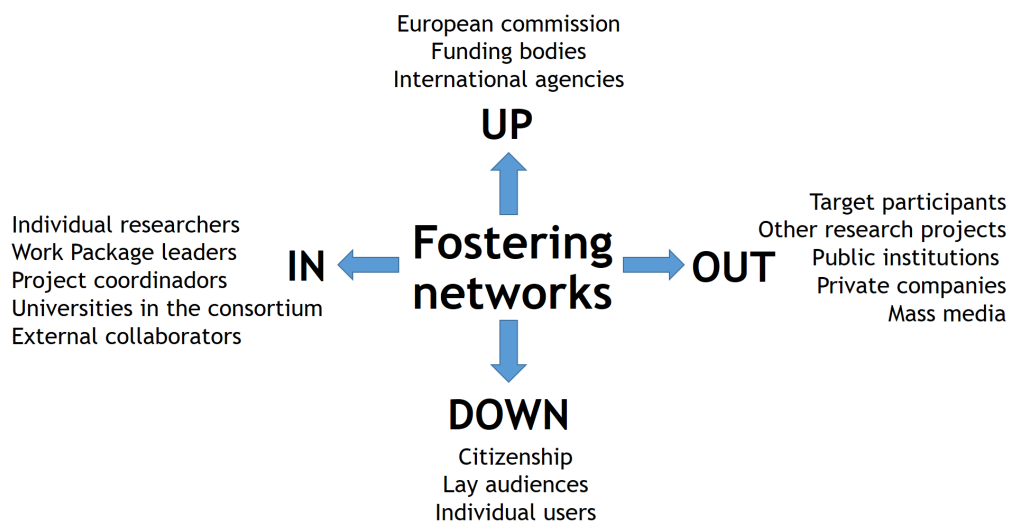 European commission
Funding bodies
International agencies
UP
Individual researchers
Work Package leaders
Project coordinadors
Universities in the consortium
External collaborators
IN
Fostering
networks
OUT
Target participants
Other research projects
Public institutions
Private companies
Mass media
DOWN
Citizenship
Lay audiences
Individual users